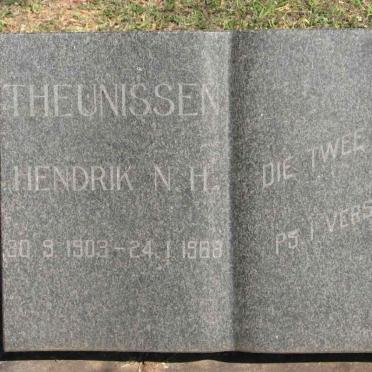 THEUNISSEN
HENDRIK N. H.
30.9.1903-24.1.1988
DIE TWEE
PS 1 VERS